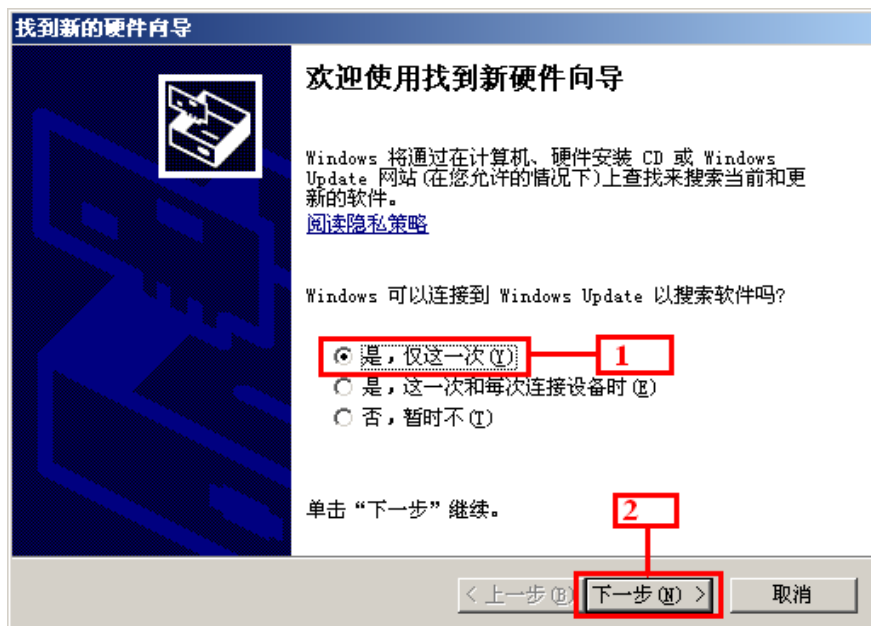 找到新的硬件向导
欢迎使用找到新硬件向导
Windows 将通过在计算机、硬件安装 CD 或 Windows
Update 网站(在您允许的情况下)上查找来搜索当前和更
新的软件。
阅读隐私策略
Windows 可以连接到 Windows Update 以搜索软件吗?
是，仅这一次(Y)
1
是，这一次和每次连接设备时(E)
否，暂时不(T)
单击“下一步”继续。
2
< 上一步(B)
下一步(N) >
取消